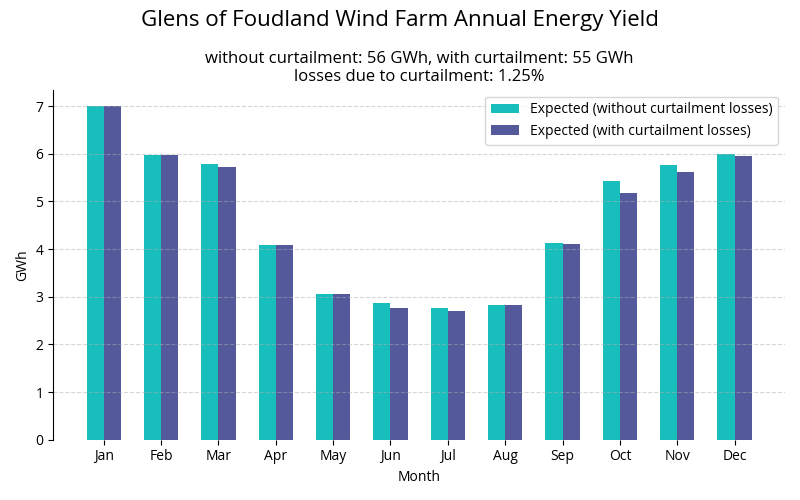 Glens of Foudland Wind Farm Annual Energy Yield
without curtailment: 56 GWh, with curtailment: 55 GWh
losses due to curtailment: 1.25%
Expected (without curtailment losses)
Expected (with curtailment losses)
GWh
7
6
5
4
3
2
1
0
Jan Feb Mar Apr May Jun Jul Aug Sep Oct Nov Dec
Month